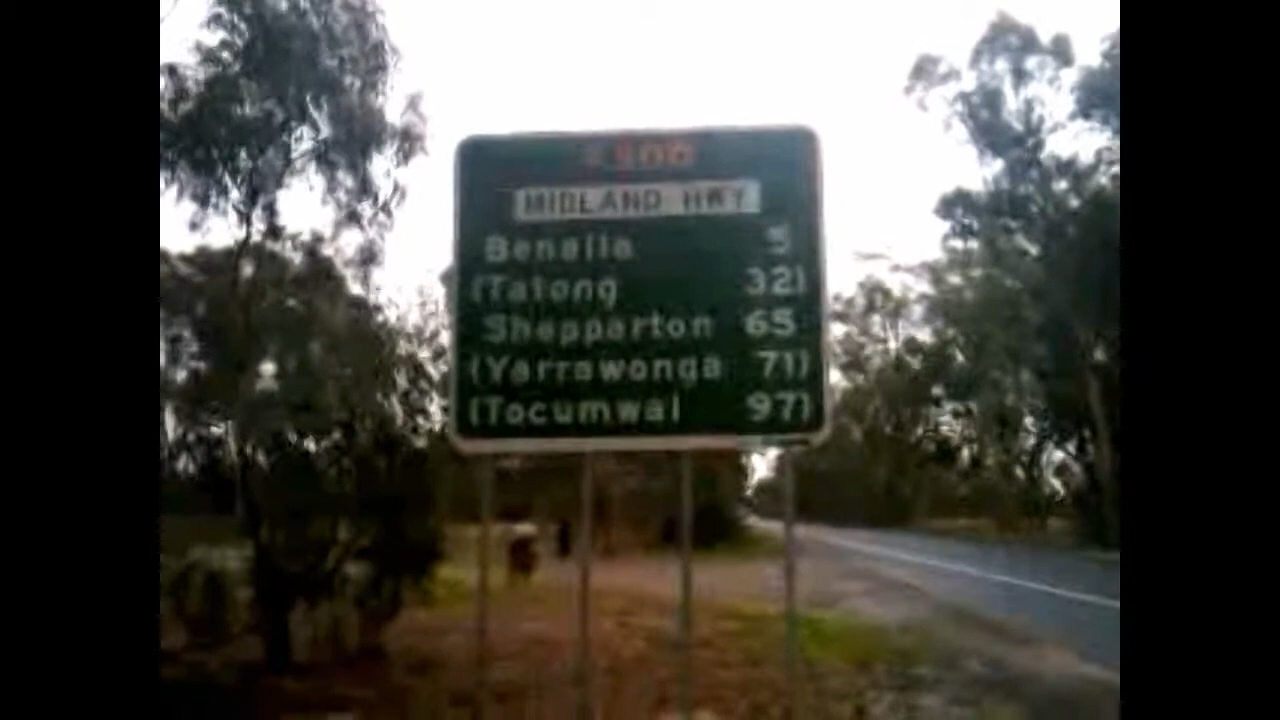 MIDLAND HWY
Benalla 5
(Tatong 32)
Shepparton 65
(Yarrawonga 71)
(Tocumwal 97)